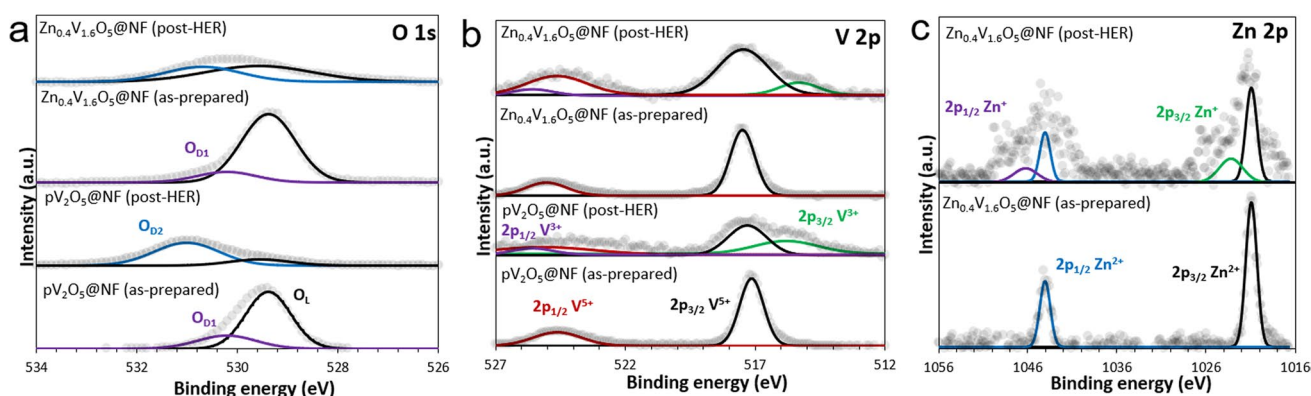 a
O 1s
Zn₀.₄V₁.₆O₅@NF (post-HER)
Zn₀.₄V₁.₆O₅@NF (as-prepared)
O_D1
pV₂O₅@NF (post-HER)
O_D2
pV₂O₅@NF (as-prepared)
O_L
O_D1
Intensity (a.u.)
534 532 530 528 526
Binding energy (eV)
b
V 2p
Zn₀.₄V₁.₆O₅@NF (post-HER)
Zn₀.₄V₁.₆O₅@NF (as-prepared)
pV₂O₅@NF (post-HER)
2p₁/₂ V³⁺
2p₃/₂ V³⁺
pV₂O₅@NF (as-prepared)
2p₁/₂ V⁵⁺
2p₃/₂ V⁵⁺
Intensity (a.u.)
527 522 517 512
Binding energy (eV)
c
Zn 2p
Zn₀.₄V₁.₆O₅@NF (post-HER)
2p₁/₂ Zn⁺
2p₃/₂ Zn⁺
Zn₀.₄V₁.₆O₅@NF (as-prepared)
2p₁/₂ Zn²⁺
2p₃/₂ Zn²⁺
Intensity (a.u.)
1056 1046 1036 1026 1016
Binding energy (eV)